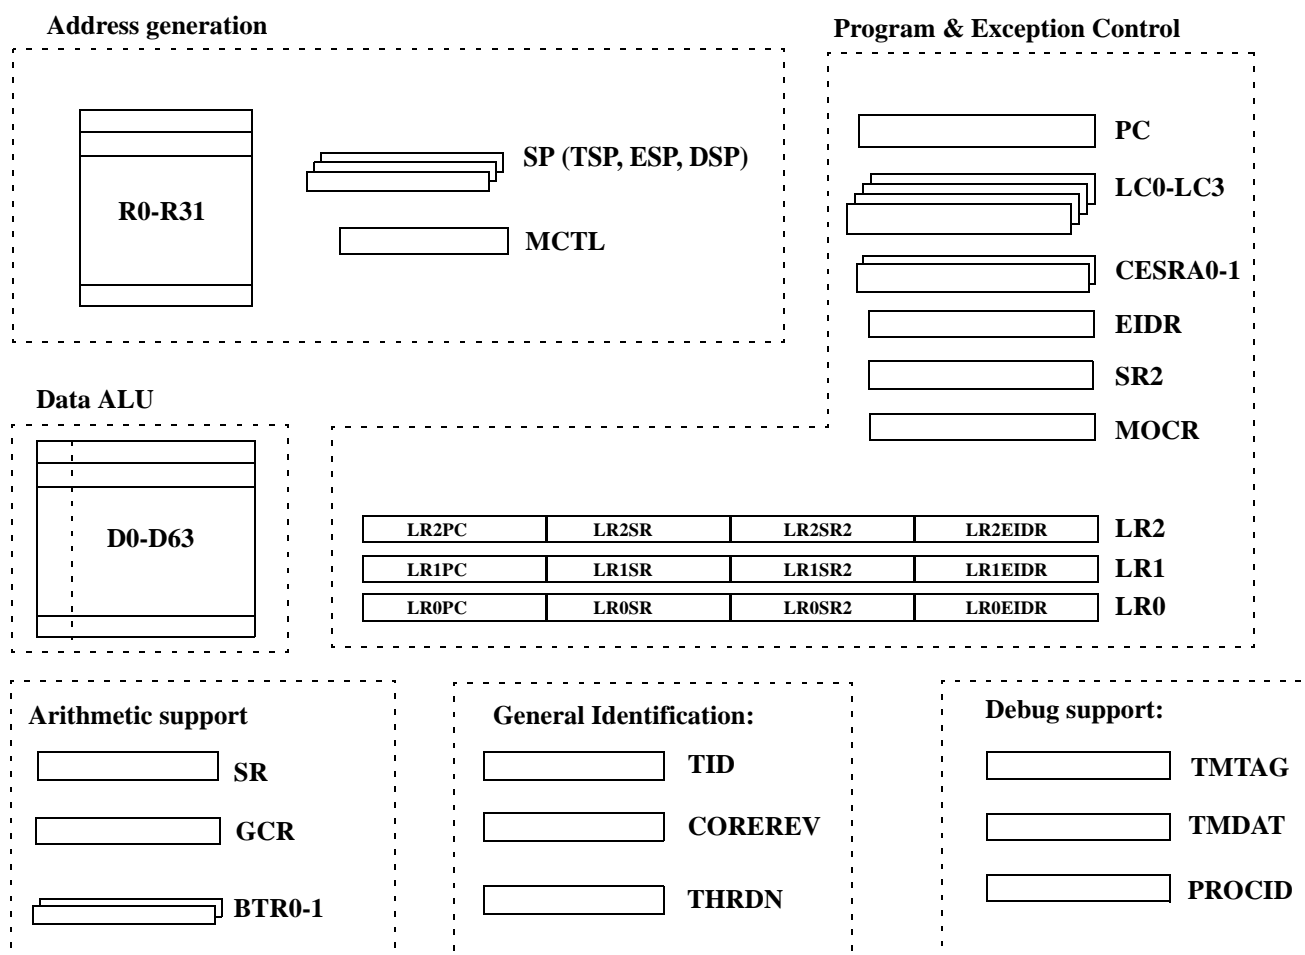 Address generation
R0-R31
SP (TSP, ESP, DSP)
MCTL
Program & Exception Control
PC
LC0-LC3
CESRA0-1
EIDR
SR2
MOCR
LR2PC LR2SR LR2SR2 LR2EIDR LR2
LR1PC LR1SR LR1SR2 LR1EIDR LR1
LR0PC LR0SR LR0SR2 LR0EIDR LR0
Data ALU
D0-D63
Arithmetic support
SR
GCR
BTR0-1
General Identification:
TID
COREREV
THRDN
Debug support:
TMTAG
TMDAT
PROCID